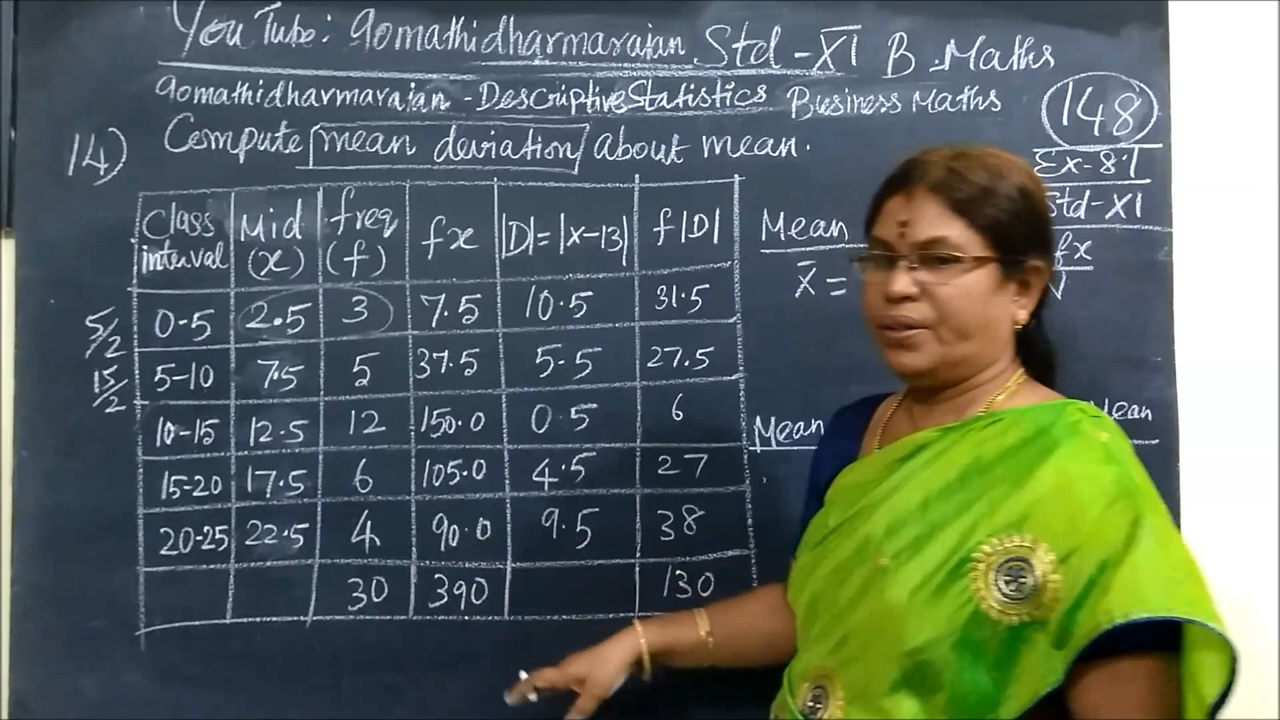 YouTube: gomathidharmarajan Std-XI B.Maths
gomathidharmarajan - Descriptive Statistics Business Maths
148
Ex-8.1
Std-XI
14) Compute mean deviation about mean.
Class interval Mid (x) freq (f) fx |D|=|X-13| f|D|
5/2 0-5 2.5 3 7.5 10.5 31.5
15/2 5-10 7.5 5 37.5 5.5 27.5
10-15 12.5 12 150.0 0.5 6
15-20 17.5 6 105.0 4.5 27
20-25 22.5 4 90.0 9.5 38
30 390 130
Mean
x̄ = fx
Mean Mean